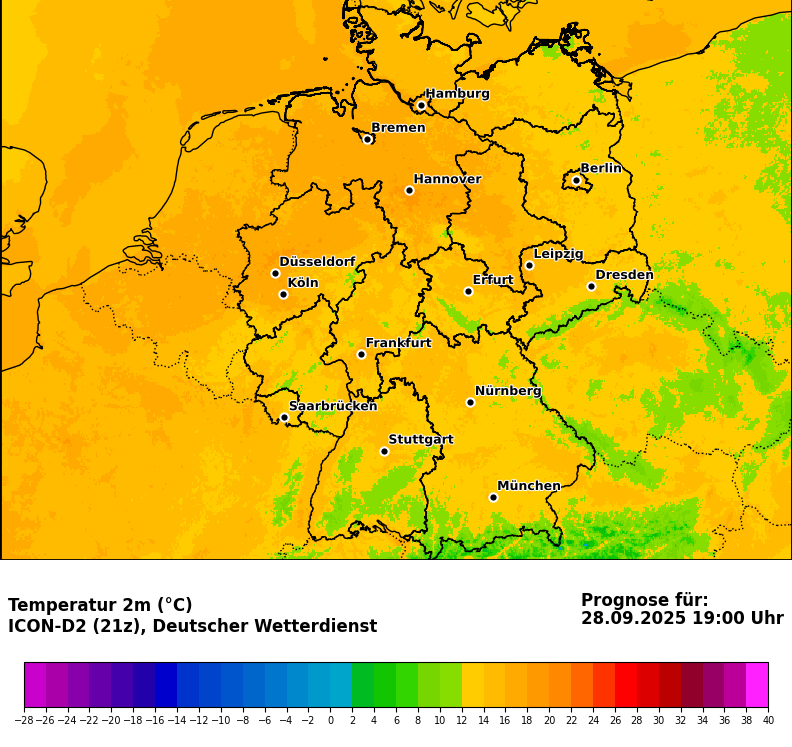 Hamburg
Bremen
Berlin
Hannover
Leipzig
Düsseldorf
Dresden
Köln
Erfurt
Frankfurt
Nürnberg
Saarbrücken
Stuttgart
München
Temperatur 2m (°C)
ICON-D2 (21z), Deutscher Wetterdienst
Prognose für:
28.09.2025 19:00 Uhr
−28 −26 −24 −22 −20 −18 −16 −14 −12 −10 −8 −6 −4 −2 0 2 4 6 8 10 12 14 16 18 20 22 24 26 28 30 32 34 36 38 40